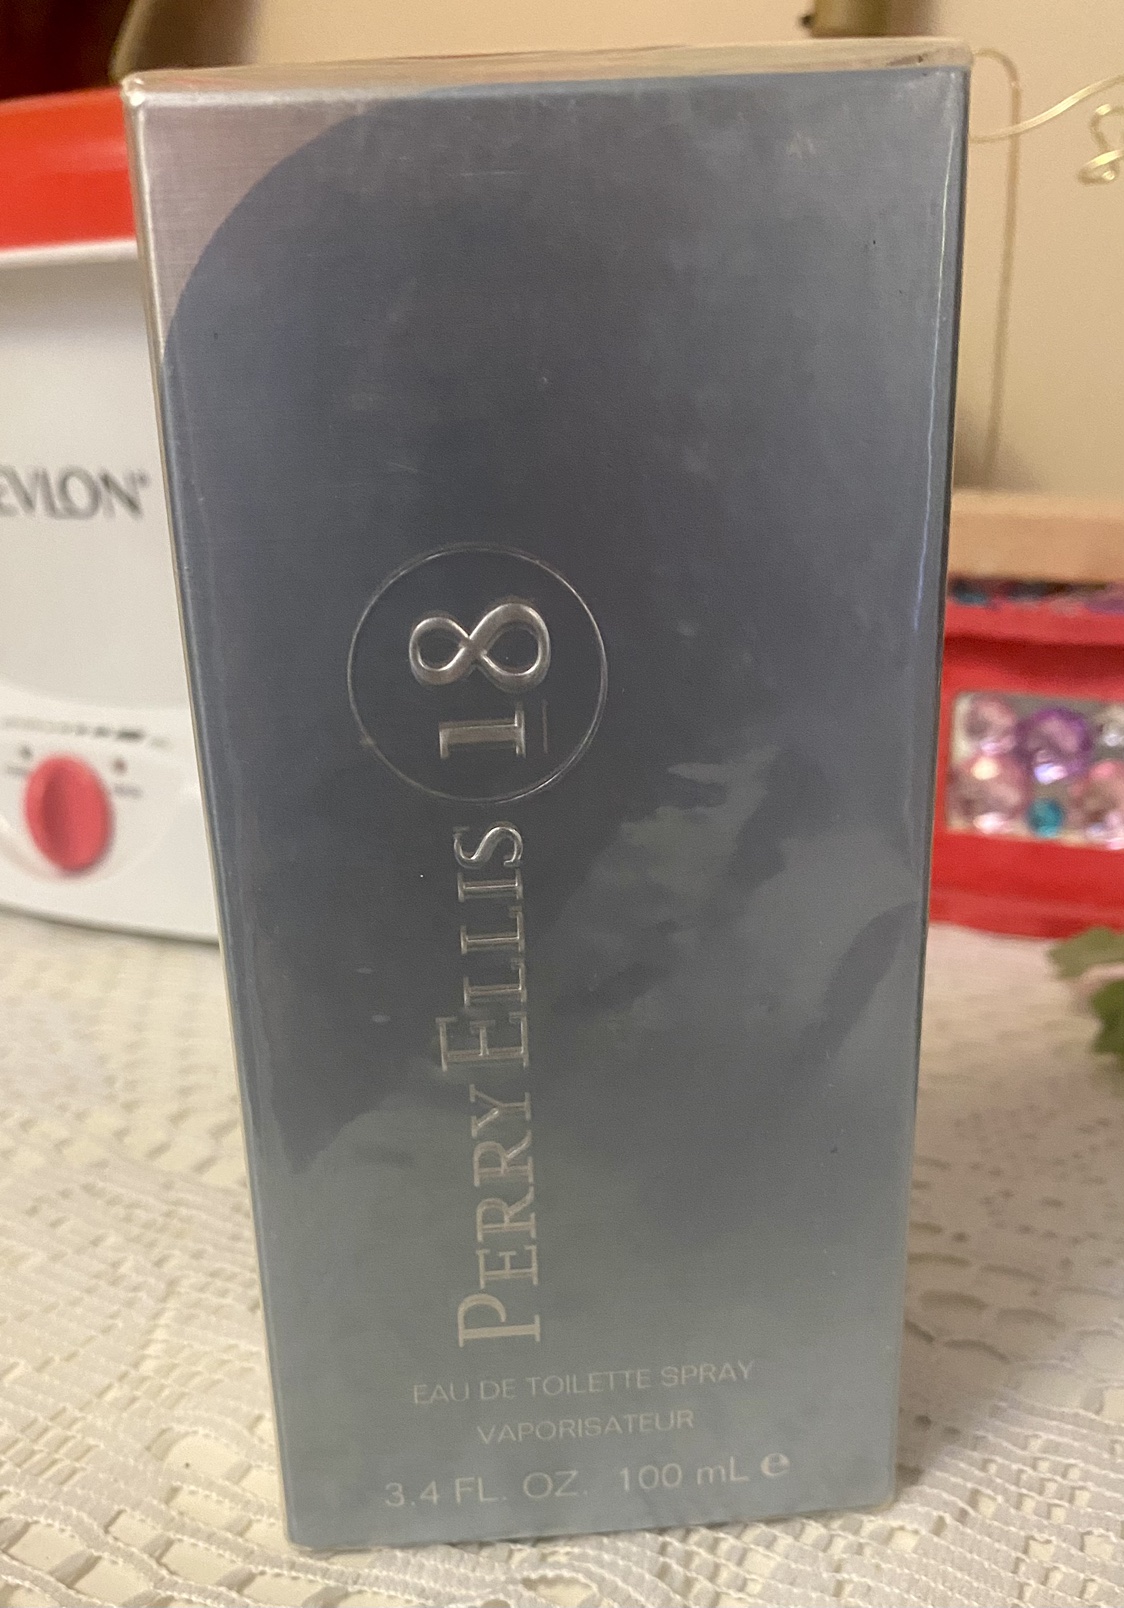 EVLON®
18
PERRY ELLIS
EAU DE TOILETTE SPRAY
VAPORISATEUR
3.4 FL. OZ. 100 mL ℮